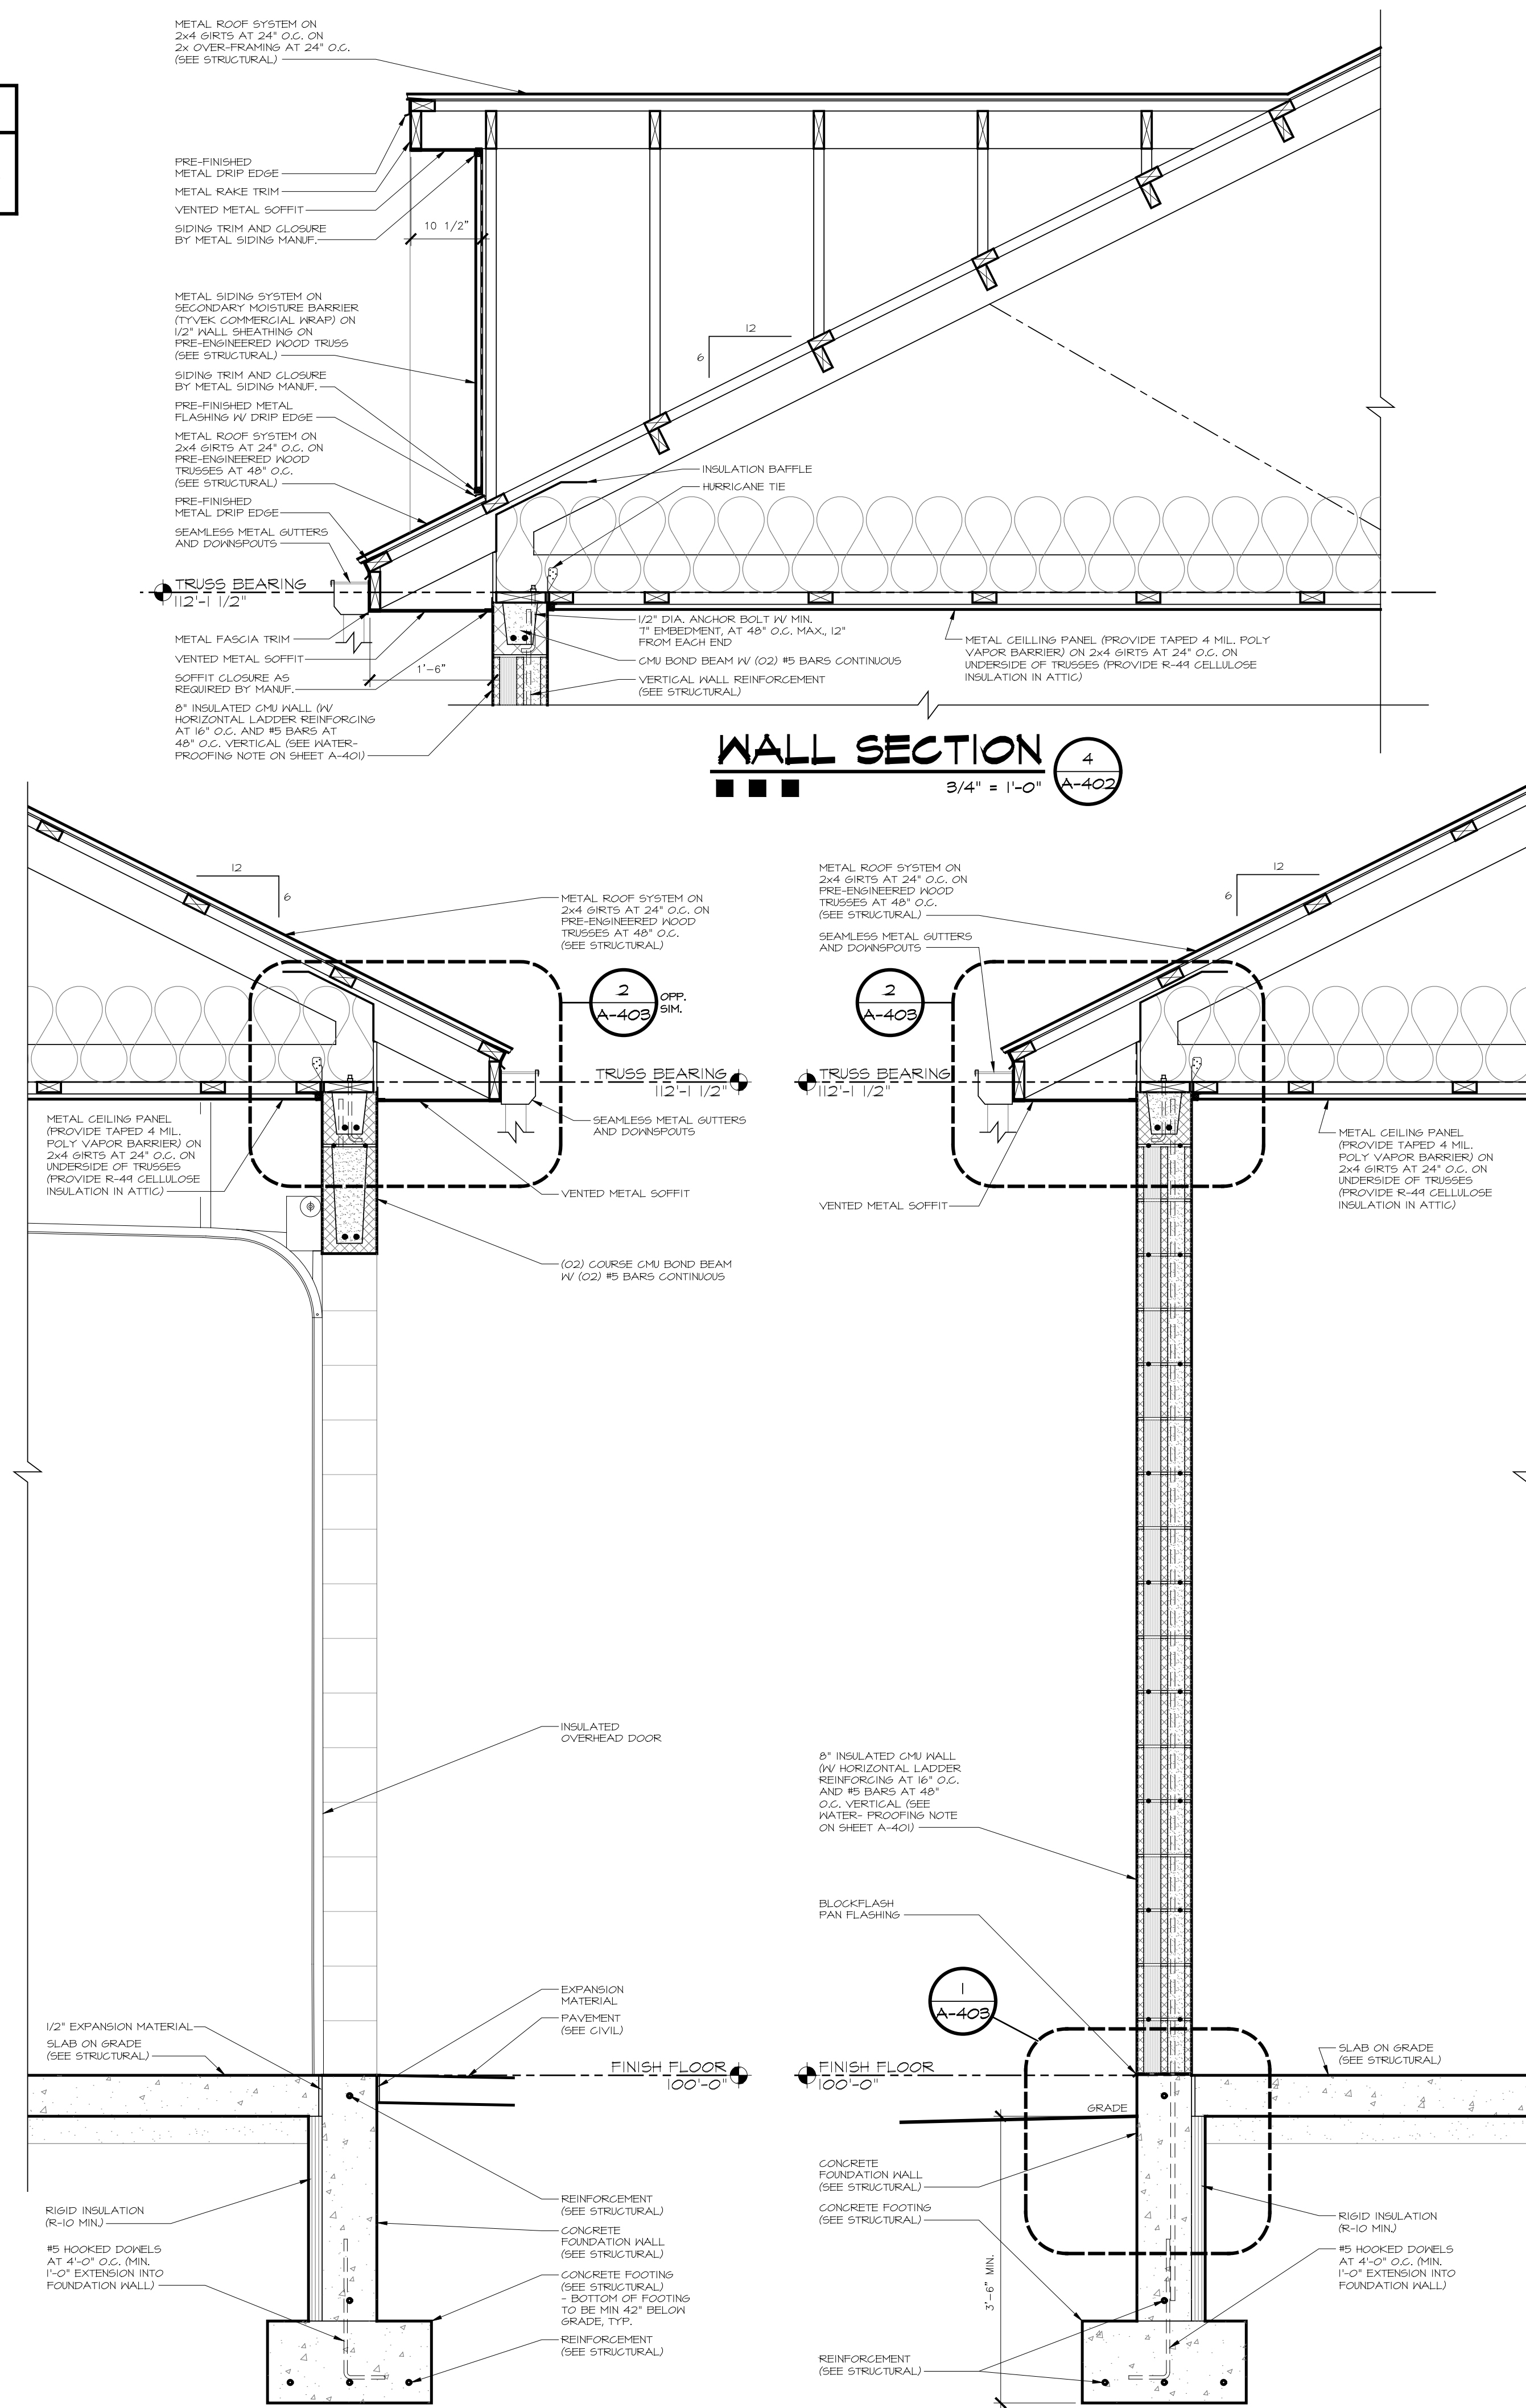 METAL ROOF SYSTEM ON
2x4 GIRTS AT 24" O.C. ON
2x OVER-FRAMING AT 24" O.C.
(SEE STRUCTURAL)
PRE-FINISHED
METAL DRIP EDGE
METAL RAKE TRIM
VENTED METAL SOFFIT
SIDING TRIM AND CLOSURE
BY METAL SIDING MANUF.
10 1/2"
METAL SIDING SYSTEM ON
SECONDARY MOISTURE BARRIER
(TYVEK COMMERCIAL WRAP) ON
1/2" WALL SHEATHING ON
PRE-ENGINEERED WOOD TRUSS
(SEE STRUCTURAL)
12
6
SIDING TRIM AND CLOSURE
BY METAL SIDING MANUF.
PRE-FINISHED METAL
FLASHING W/ DRIP EDGE
METAL ROOF SYSTEM ON
2x4 GIRTS AT 24" O.C. ON
PRE-ENGINEERED WOOD
TRUSSES AT 48" O.C.
(SEE STRUCTURAL)
INSULATION BAFFLE
HURRICANE TIE
PRE-FINISHED
METAL DRIP EDGE
SEAMLESS METAL GUTTERS
AND DOWNSPOUTS
TRUSS BEARING
112'-1 1/2"
METAL FASCIA TRIM
VENTED METAL SOFFIT
SOFFIT CLOSURE AS
REQUIRED BY MANUF.
1'-6"
8" INSULATED CMU WALL (W/
HORIZONTAL LADDER REINFORCING
AT 16" O.C. AND #5 BARS AT
48" O.C. VERTICAL (SEE WATER-
PROOFING NOTE ON SHEET A-401)
1/2" DIA. ANCHOR BOLT W/ MIN.
7" EMBEDMENT, AT 48" O.C. MAX., 12"
FROM EACH END
CMU BOND BEAM W/ (02) #5 BARS CONTINUOUS
VERTICAL WALL REINFORCEMENT
(SEE STRUCTURAL)
METAL CEILLING PANEL (PROVIDE TAPED 4 MIL. POLY
VAPOR BARRIER) ON 2x4 GIRTS AT 24" O.C. ON
UNDERSIDE OF TRUSSES (PROVIDE R-49 CELLULOSE
INSULATION IN ATTIC)
WALL SECTION
3/4" = 1'-0"
4
A-402
12
6
METAL ROOF SYSTEM ON
2x4 GIRTS AT 24" O.C. ON
PRE-ENGINEERED WOOD
TRUSSES AT 48" O.C.
(SEE STRUCTURAL)
2
A-403
OPP.
SIM.
TRUSS BEARING
112'-1 1/2"
SEAMLESS METAL GUTTERS
AND DOWNSPOUTS
METAL CEILING PANEL
(PROVIDE TAPED 4 MIL.
POLY VAPOR BARRIER) ON
2x4 GIRTS AT 24" O.C. ON
UNDERSIDE OF TRUSSES
(PROVIDE R-49 CELLULOSE
INSULATION IN ATTIC)
VENTED METAL SOFFIT
(02) COURSE CMU BOND BEAM
W/ (02) #5 BARS CONTINUOUS
INSULATED
OVERHEAD DOOR
EXPANSION
MATERIAL
PAVEMENT
(SEE CIVIL)
1/2" EXPANSION MATERIAL
SLAB ON GRADE
(SEE STRUCTURAL)
FINISH FLOOR
100'-0"
RIGID INSULATION
(R-10 MIN.)
#5 HOOKED DOWELS
AT 4'-0" O.C. (MIN.
1'-0" EXTENSION INTO
FOUNDATION WALL)
REINFORCEMENT
(SEE STRUCTURAL)
CONCRETE
FOUNDATION WALL
(SEE STRUCTURAL)
CONCRETE FOOTING
(SEE STRUCTURAL)
- BOTTOM OF FOOTING
TO BE MIN 42" BELOW
GRADE, TYP.
REINFORCEMENT
(SEE STRUCTURAL)
METAL ROOF SYSTEM ON
2x4 GIRTS AT 24" O.C. ON
PRE-ENGINEERED WOOD
TRUSSES AT 48" O.C.
(SEE STRUCTURAL)
12
6
SEAMLESS METAL GUTTERS
AND DOWNSPOUTS
2
A-403
TRUSS BEARING
112'-1 1/2"
VENTED METAL SOFFIT
METAL CEILING PANEL
(PROVIDE TAPED 4 MIL.
POLY VAPOR BARRIER) ON
2x4 GIRTS AT 24" O.C. ON
UNDERSIDE OF TRUSSES
(PROVIDE R-49 CELLULOSE
INSULATION IN ATTIC)
8" INSULATED CMU WALL
(W/ HORIZONTAL LADDER
REINFORCING AT 16" O.C.
AND #5 BARS AT 48"
O.C. VERTICAL (SEE
WATER- PROOFING NOTE
ON SHEET A-401)
BLOCKFLASH
PAN FLASHING
1
A-403
FINISH FLOOR
100'-0"
SLAB ON GRADE
(SEE STRUCTURAL)
GRADE
CONCRETE
FOUNDATION WALL
(SEE STRUCTURAL)
CONCRETE FOOTING
(SEE STRUCTURAL)
3'-6" MIN.
RIGID INSULATION
(R-10 MIN.)
#5 HOOKED DOWELS
AT 4'-0" O.C. (MIN.
1'-0" EXTENSION INTO
FOUNDATION WALL)
REINFORCEMENT
(SEE STRUCTURAL)